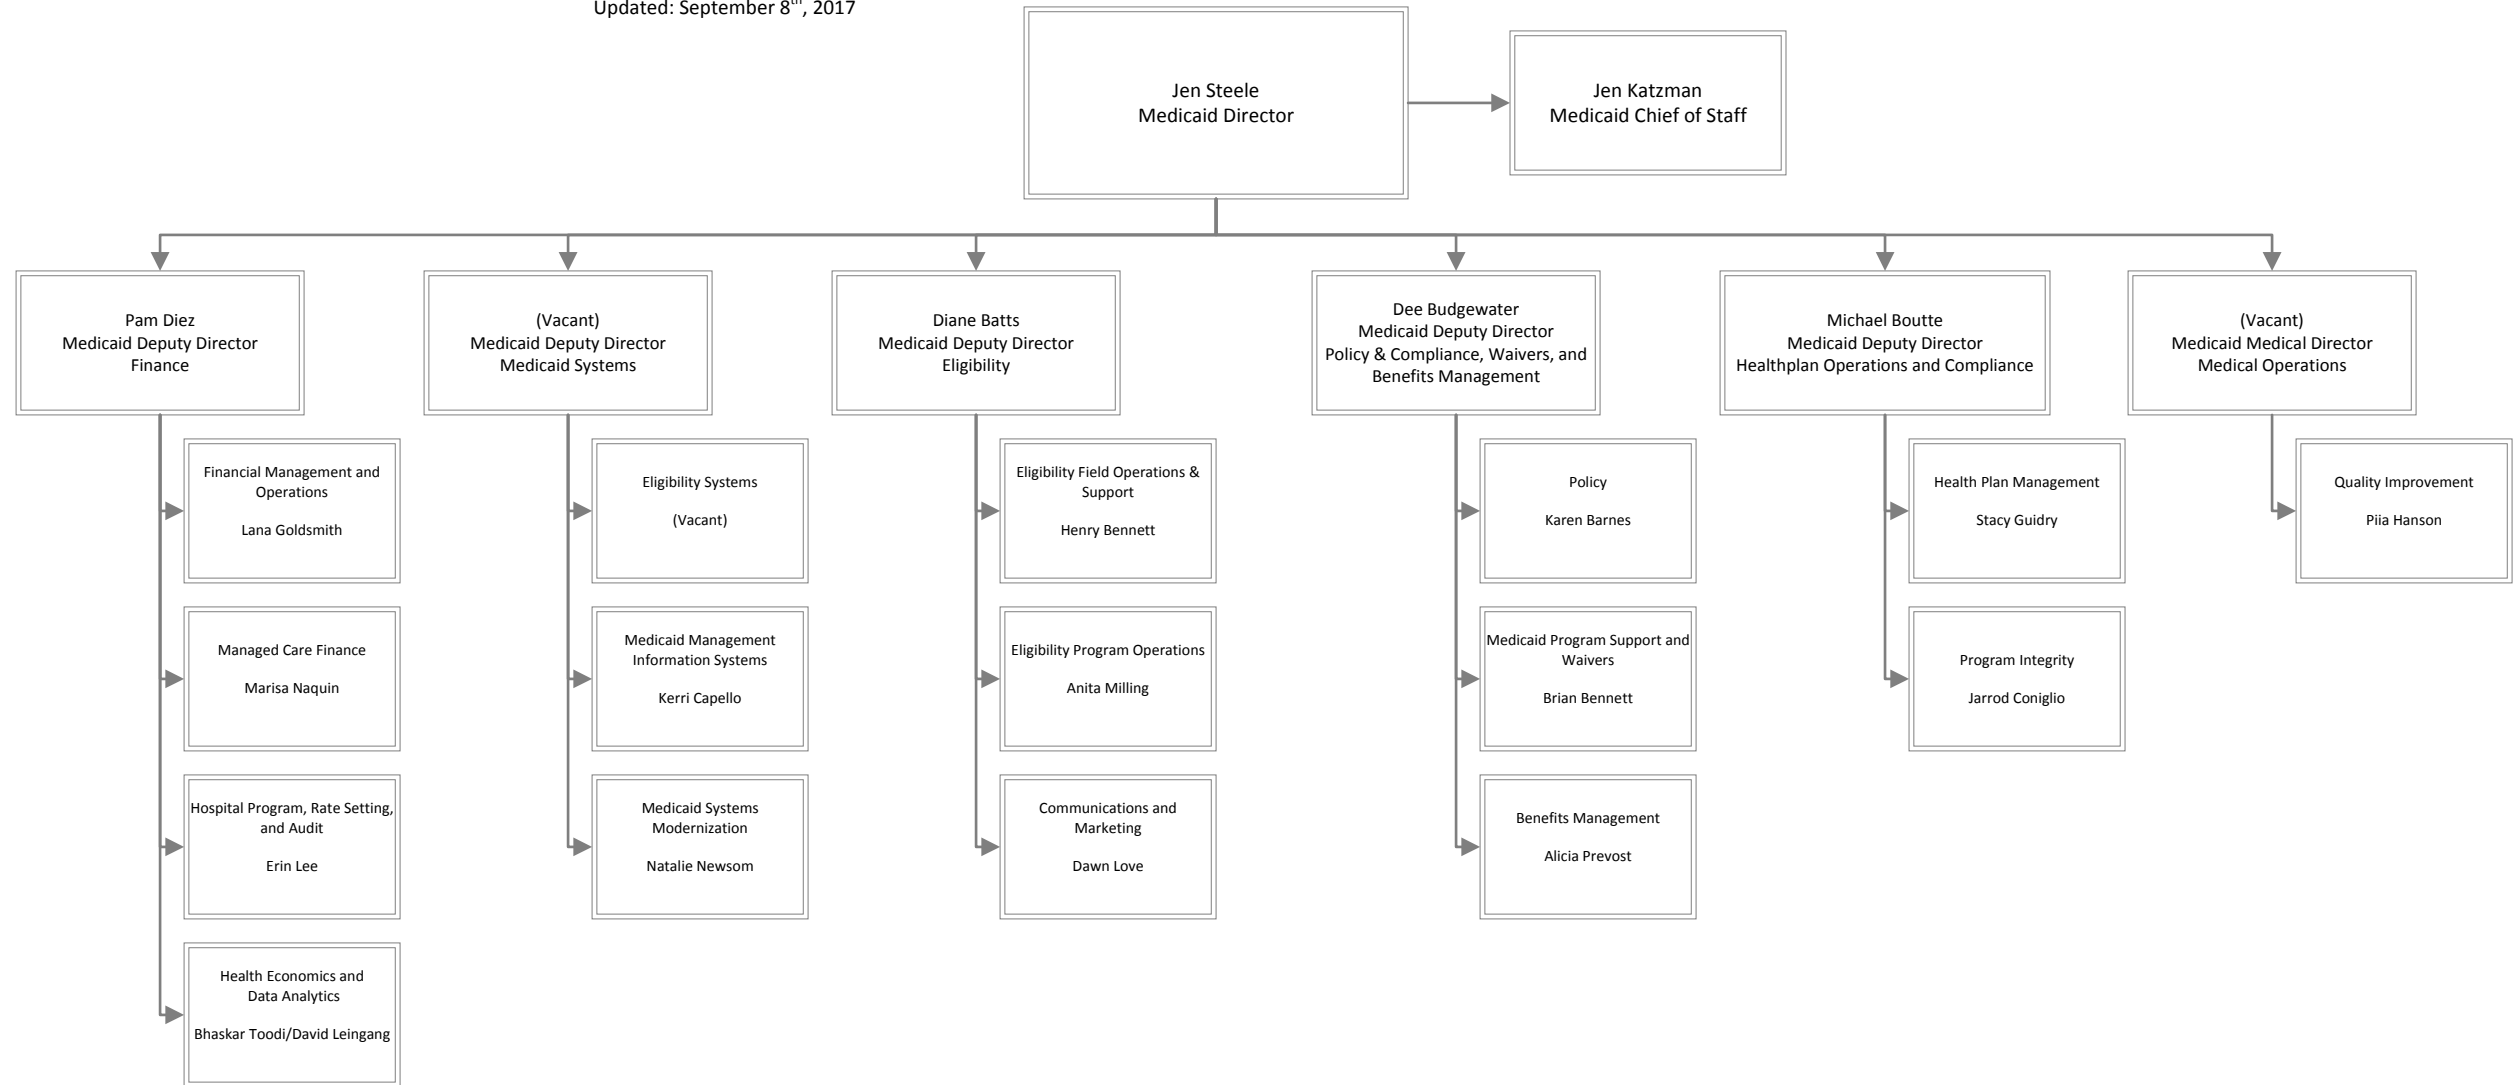 Updated: September 8th, 2017
Jen Steele
Medicaid Director
Jen Katzman
Medicaid Chief of Staff
Pam Diez
Medicaid Deputy Director
Finance
(Vacant)
Medicaid Deputy Director
Medicaid Systems
Diane Batts
Medicaid Deputy Director
Eligibility
Dee Budgewater
Medicaid Deputy Director
Policy & Compliance, Waivers, and
Benefits Management
Michael Boutte
Medicaid Deputy Director
Healthplan Operations and Compliance
(Vacant)
Medicaid Medical Director
Medical Operations
Financial Management and
Operations
Lana Goldsmith
Eligibility Systems
(Vacant)
Eligibility Field Operations &
Support
Henry Bennett
Policy
Karen Barnes
Health Plan Management
Stacy Guidry
Quality Improvement
Piia Hanson
Managed Care Finance
Marisa Naquin
Medicaid Management
Information Systems
Kerri Capello
Eligibility Program Operations
Anita Milling
Medicaid Program Support and
Waivers
Brian Bennett
Program Integrity
Jarrod Coniglio
Hospital Program, Rate Setting,
and Audit
Erin Lee
Medicaid Systems
Modernization
Natalie Newsom
Communications and
Marketing
Dawn Love
Benefits Management
Alicia Prevost
Health Economics and
Data Analytics
Bhaskar Toodi/David Leingang